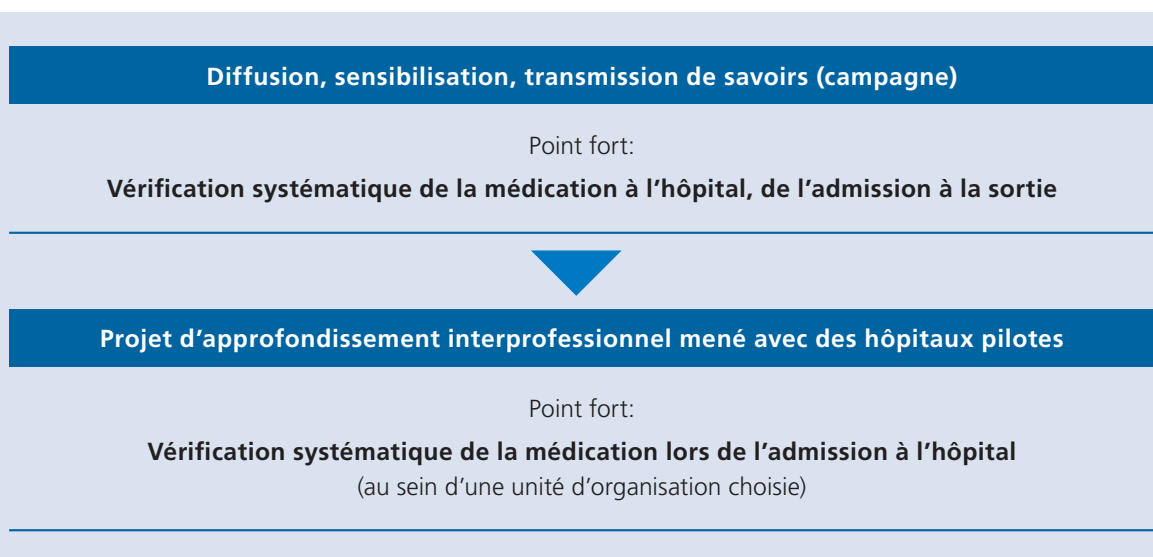 Diffusion, sensibilisation, transmission de savoirs (campagne)
Point fort:
Vérification systématique de la médication à l’hôpital, de l’admission à la sortie
Projet d’approfondissement interprofessionnel mené avec des hôpitaux pilotes
Point fort:
Vérification systématique de la médication lors de l’admission à l’hôpital
(au sein d’une unité d’organisation choisie)